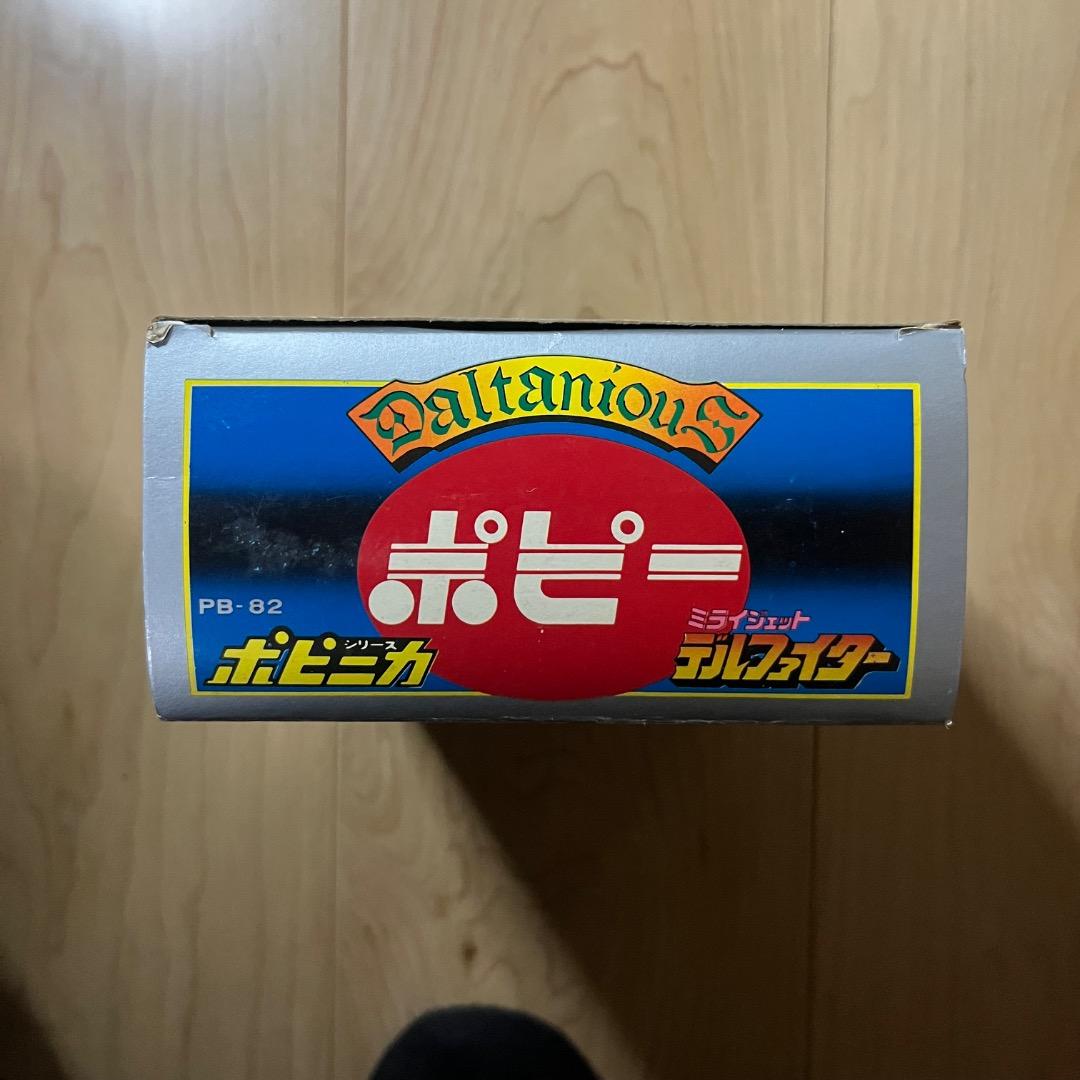 Daltanious
ポピー
PB-82
ポピニカ
シリーズ
ミライジェット
デルファイター